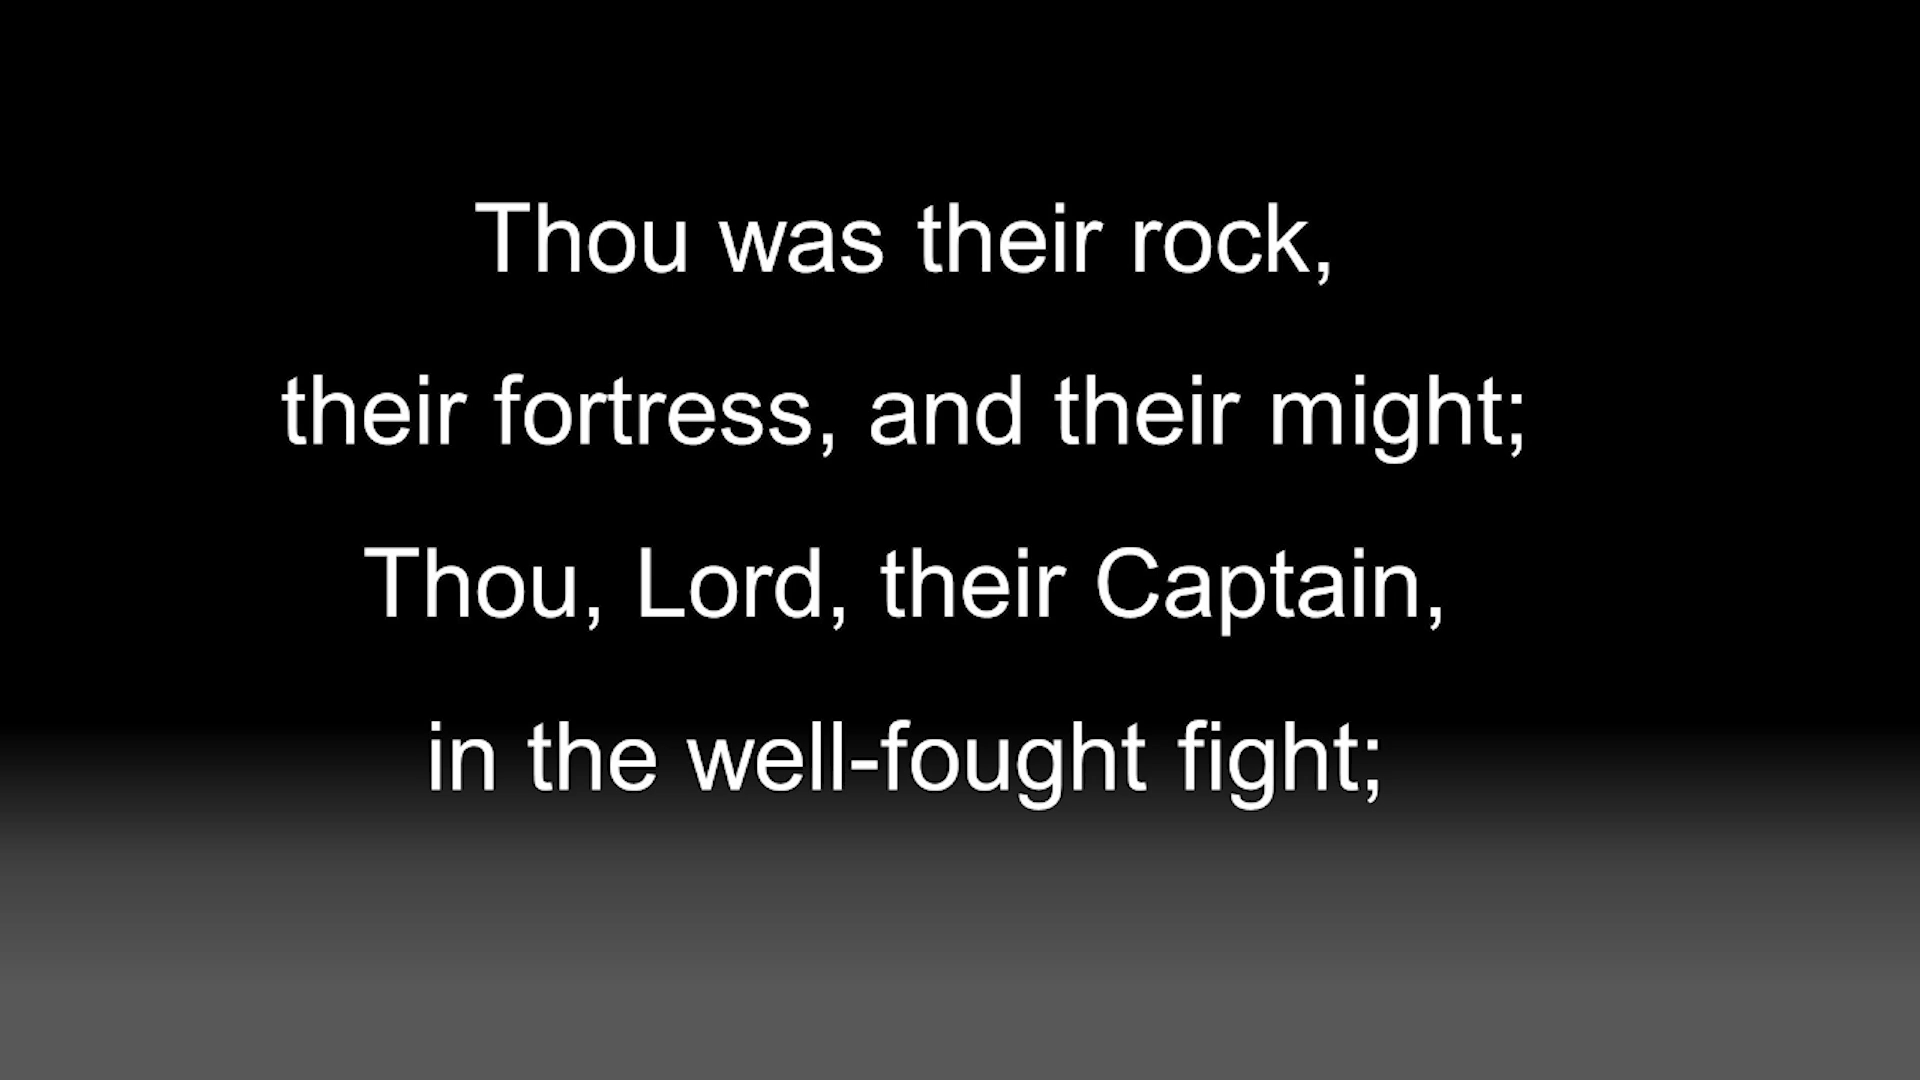 Thou was their rock,
their fortress, and their might;
Thou, Lord, their Captain,
in the well-fought fight;